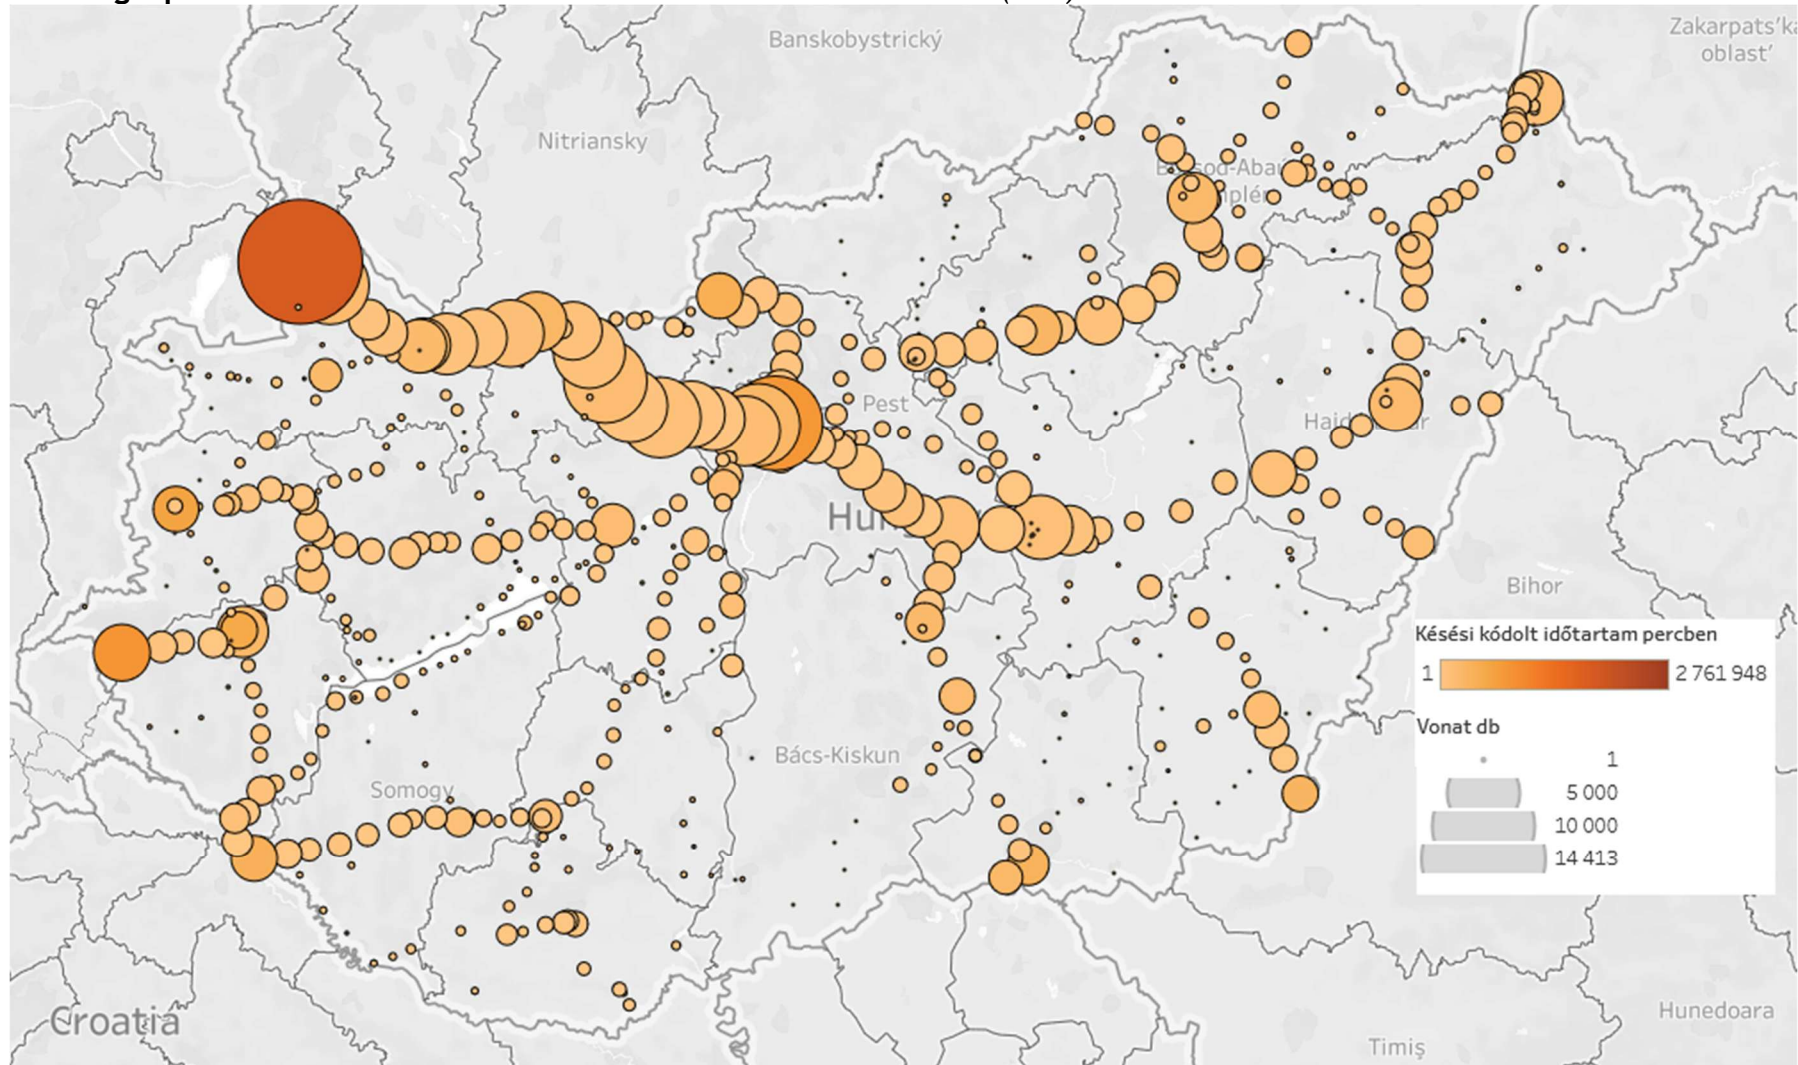 Banskobystrický
Zakarpats'ka
oblast'
Nitriansky
Pest
Somogy
Bács-Kiskun
Bihor
Késési kódolt időtartam percben
1
2 761 948
Vonat db
1
5 000
10 000
14 413
Croatia
Hunedoara
Timiș